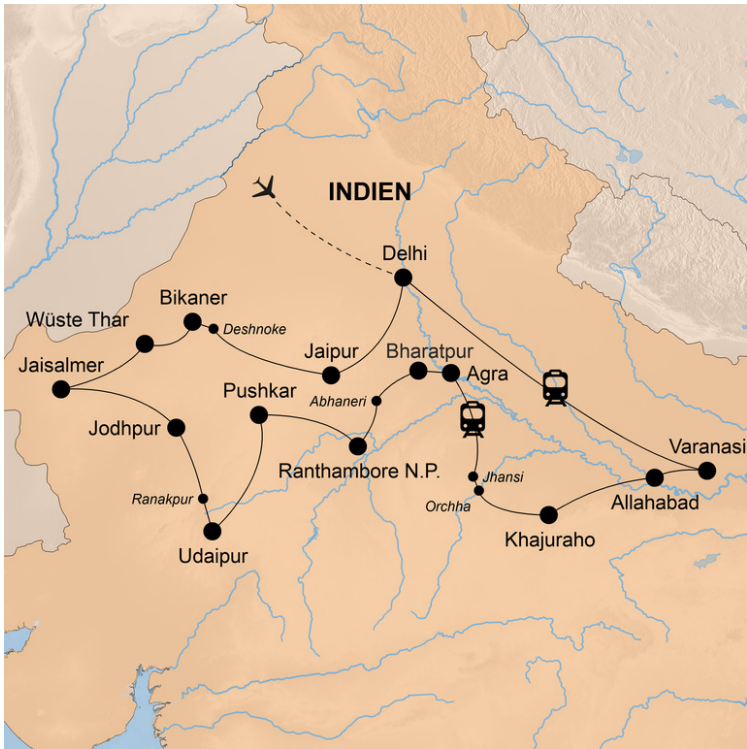 INDIEN
Delhi
Bikaner
Wüste Thar
Deshnoke
Jaipur
Bharatpur
Jaisalmer
Pushkar
Agra
Abhaneri
Jodhpur
Ranthambore N.P.
Varanasi
Jhansi
Ranakpur
Orchha
Allahabad
Udaipur
Khajuraho